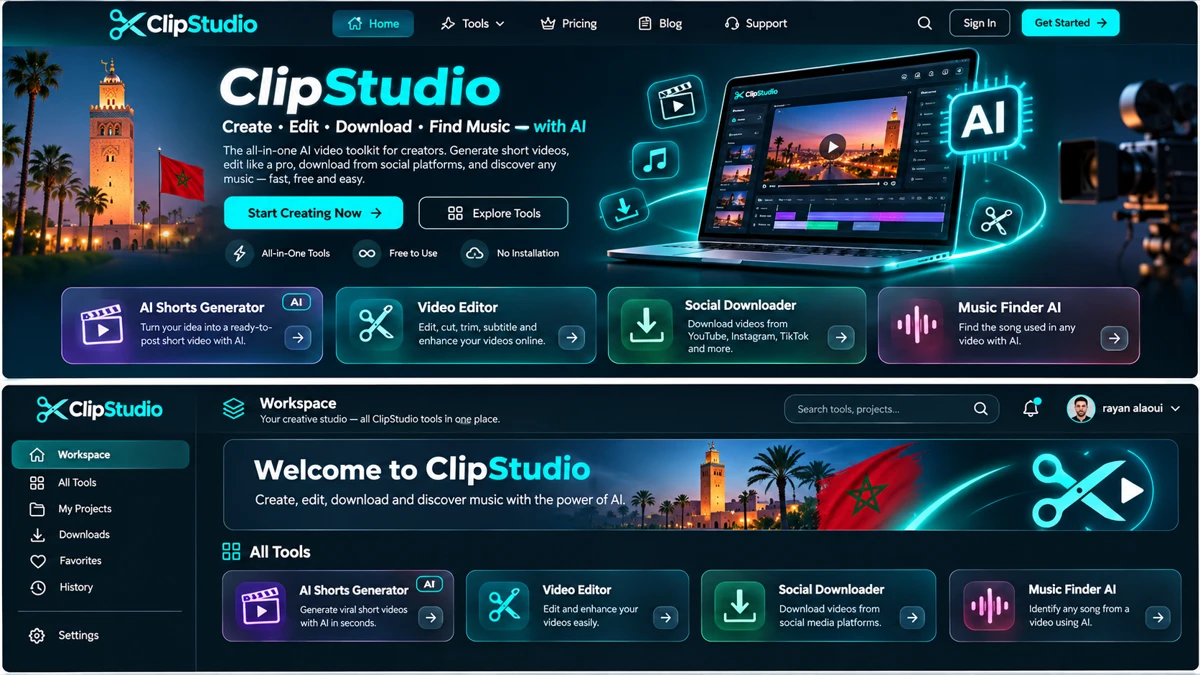 ClipStudio
Home
Tools
Pricing
Blog
Support
Sign In
Get Started
ClipStudio
Create • Edit • Download • Find Music — with AI
The all-in-one AI video toolkit for creators. Generate short videos,
edit like a pro, download from social platforms, and discover any
music — fast, free and easy.
Start Creating Now
Explore Tools
All-in-One Tools
Free to Use
No Installation
ClipStudio
AI
AI Shorts Generator
AI
Turn your idea into a ready-to-
post short video with AI.
Video Editor
Edit, cut, trim, subtitle and
enhance your videos online.
Social Downloader
Download videos from
YouTube, Instagram, TikTok
and more.
Music Finder AI
Find the song used in any
video with AI.
ClipStudio
Workspace
Your creative studio — all ClipStudio tools in one place.
Search tools, projects...
rayan alaoui
Workspace
All Tools
My Projects
Downloads
Favorites
History
Settings
Welcome to ClipStudio
Create, edit, download and discover music with the power of AI.
All Tools
AI Shorts Generator
AI
Generate viral short videos
with AI in seconds.
Video Editor
Edit and enhance your
videos easily.
Social Downloader
Download videos from
social media platforms.
Music Finder AI
Identify any song from a
video using AI.